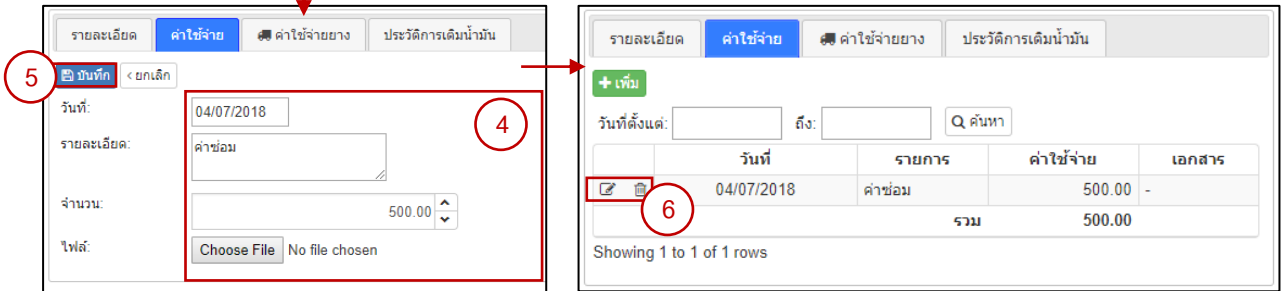 รายละเอียด ค่าใช้จ่าย ค่าใช้จ่ายยาง ประวัติการเติมน้ำมัน
5 บันทึก < ยกเลิก
วันที่: 04/07/2018
4
รายละเอียด: ค่าซ่อม
จำนวน: 500.00
ไฟล์: Choose File No file chosen
รายละเอียด ค่าใช้จ่าย ค่าใช้จ่ายยาง ประวัติการเติมน้ำมัน
+ เพิ่ม
วันที่ตั้งแต่: ถึง: ค้นหา
วันที่ รายการ ค่าใช้จ่าย เอกสาร
04/07/2018 ค่าซ่อม 500.00 -
6
รวม 500.00
Showing 1 to 1 of 1 rows